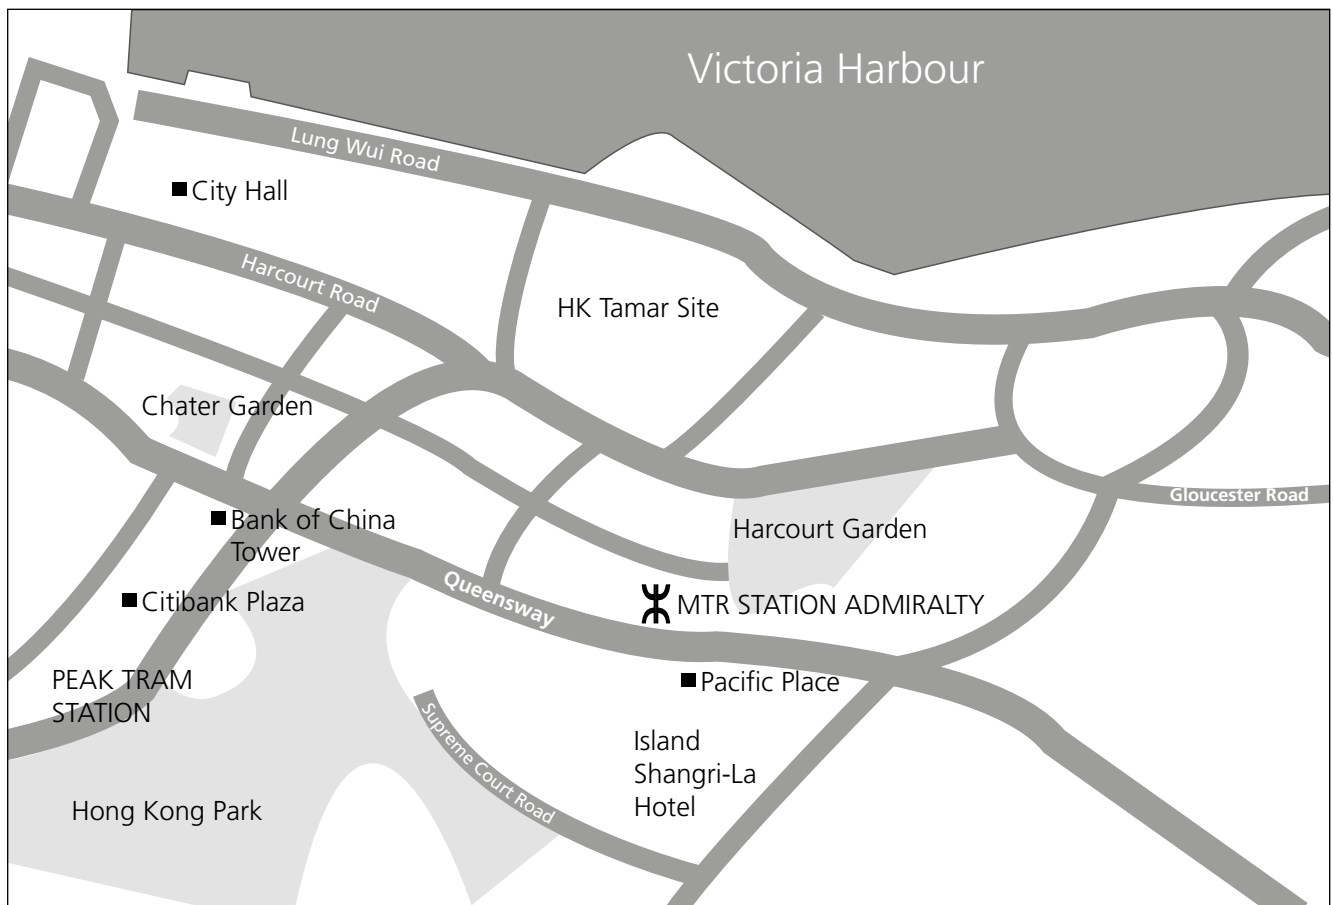 Victoria Harbour
Lung Wui Road
City Hall
Harcourt Road
HK Tamar Site
Chater Garden
Gloucester Road
Bank of China
Tower
Harcourt Garden
Queensway
Citibank Plaza
MTR STATION ADMIRALTY
PEAK TRAM
STATION
Pacific Place
Supreme Court Road
Island
Shangri-La
Hotel
Hong Kong Park